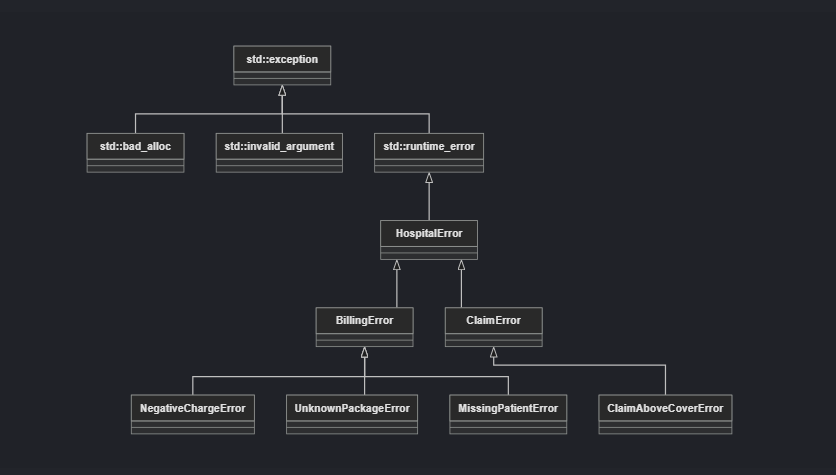 std::exception
std::bad_alloc
std::invalid_argument
std::runtime_error
HospitalError
BillingError
ClaimError
NegativeChargeError
UnknownPackageError
MissingPatientError
ClaimAboveCoverError